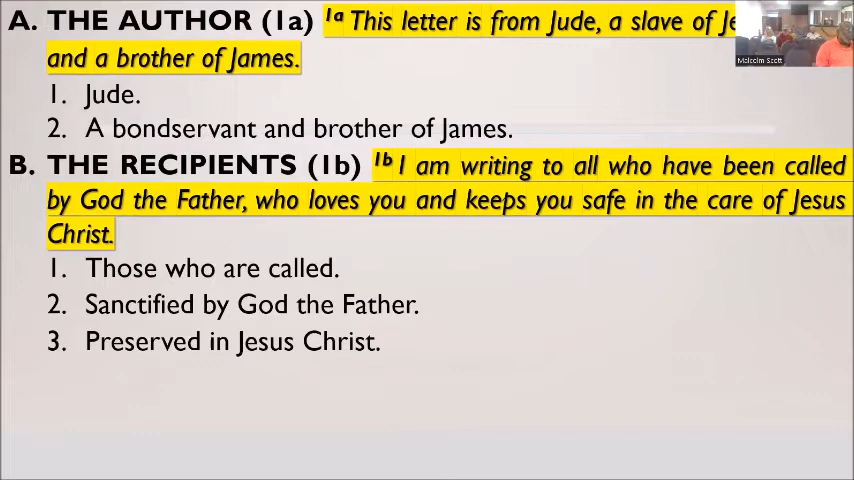 A. THE AUTHOR (1a) 1a This letter is from Jude, a slave of
and a brother of James.
1. Jude.
2. A bondservant and brother of James.
B. THE RECIPIENTS (1b) 1b I am writing to all who have been called
by God the Father, who loves you and keeps you safe in the care of Jesus
Christ.
1. Those who are called.
2. Sanctified by God the Father.
3. Preserved in Jesus Christ.
Malcolm Scott